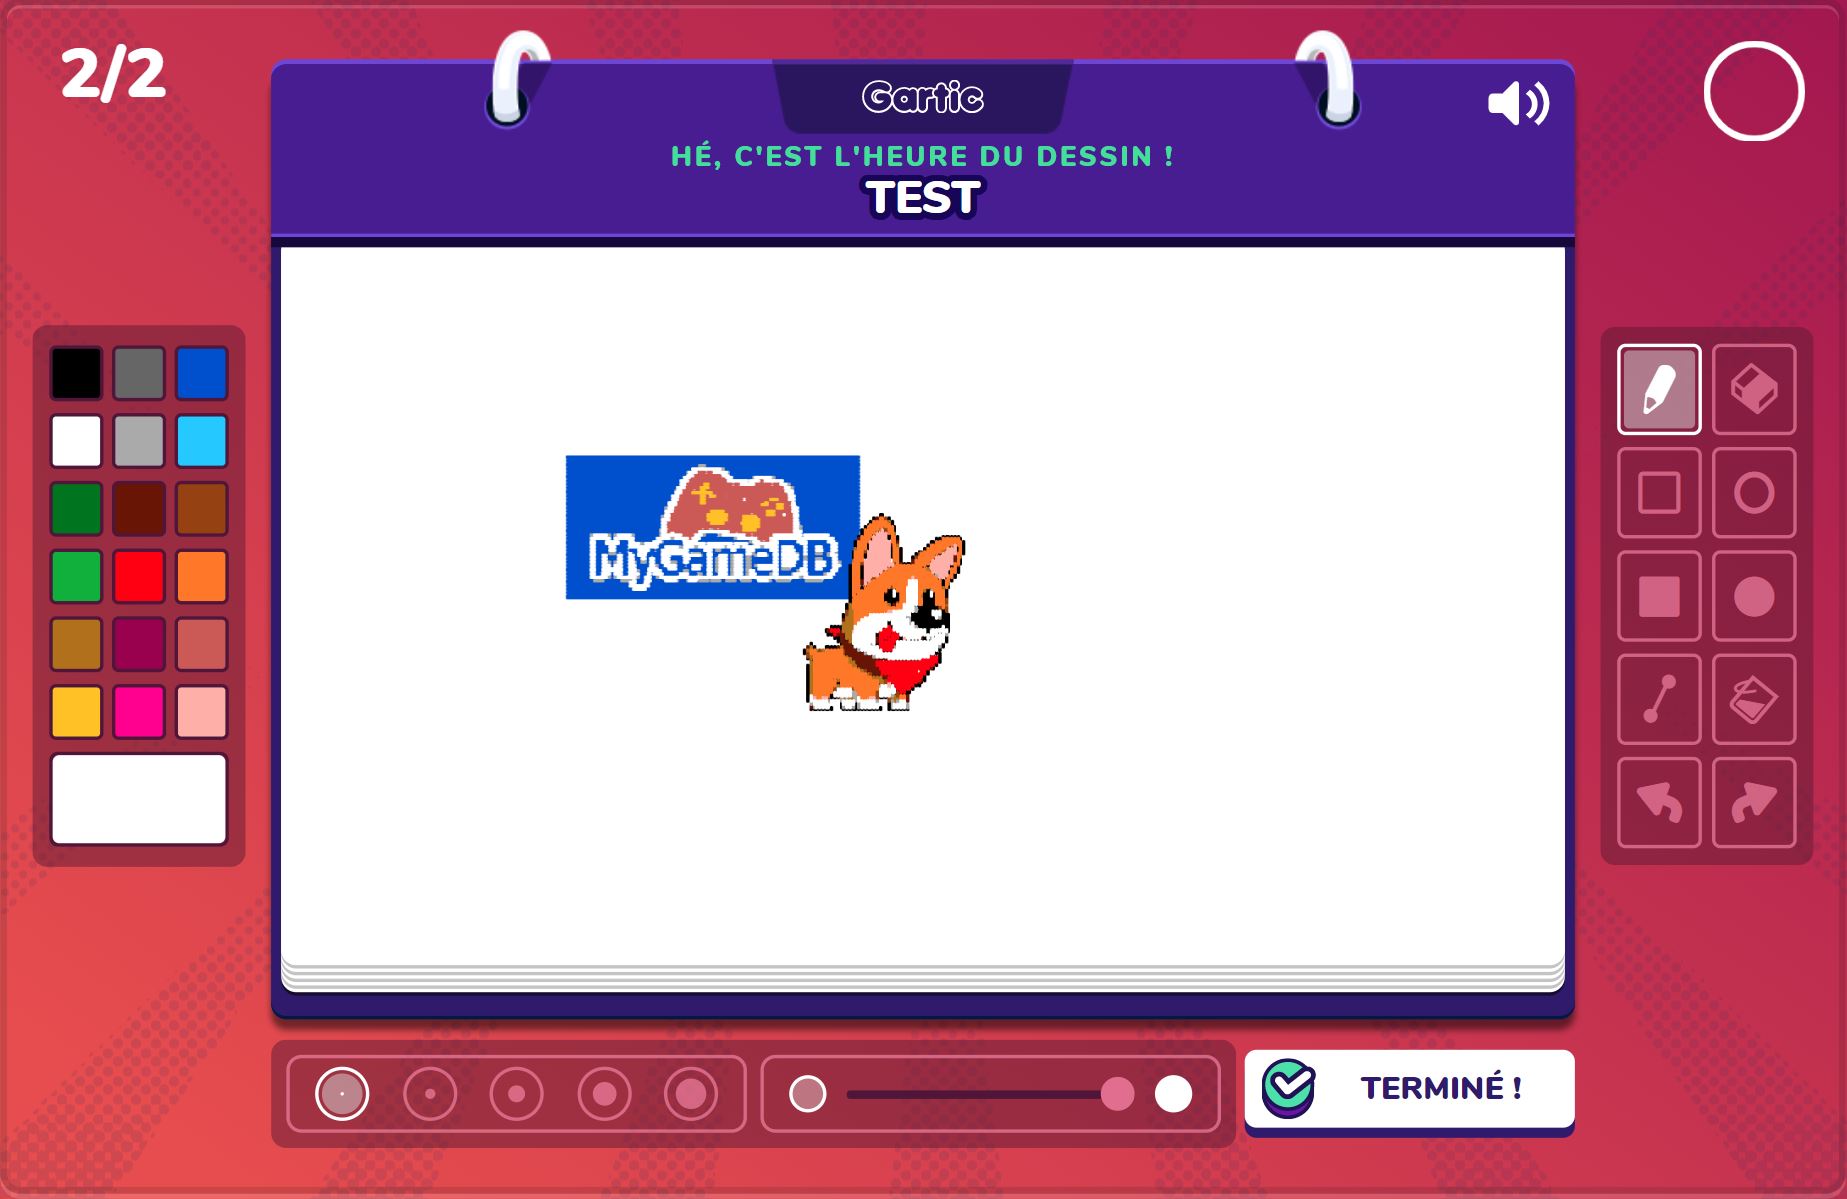 2/2
Gartic
HÉ, C'EST L'HEURE DU DESSIN !
TEST
MyGameDB
TERMINÉ !